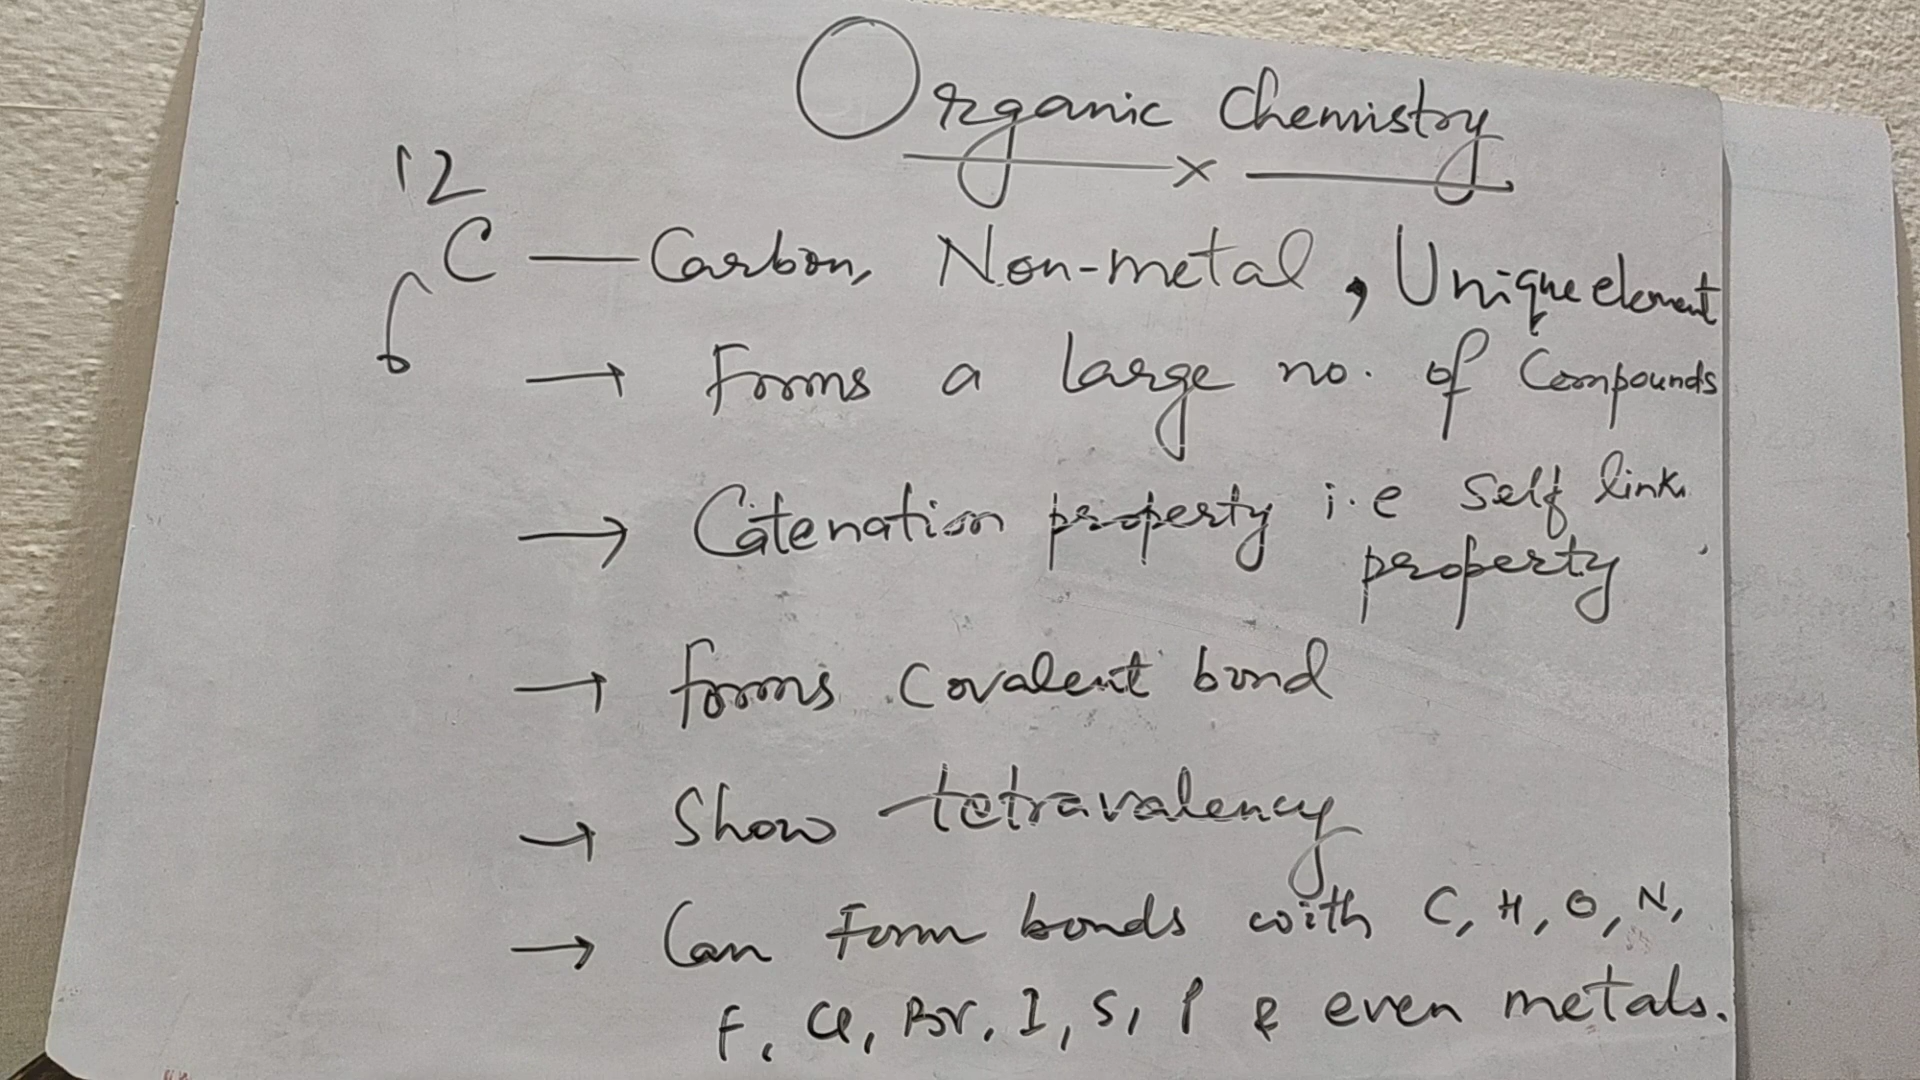 Organic Chemistry
x
12
6 C — Carbon, Non-metal, Unique element
→ Forms a large no. of Compounds
→ Catenation property i.e Self link property
→ forms Covalent bond
→ Show tetravalency
→ Can Form bonds with C, H, O, N,
F, Cl, Br, I, S, P & even metals.